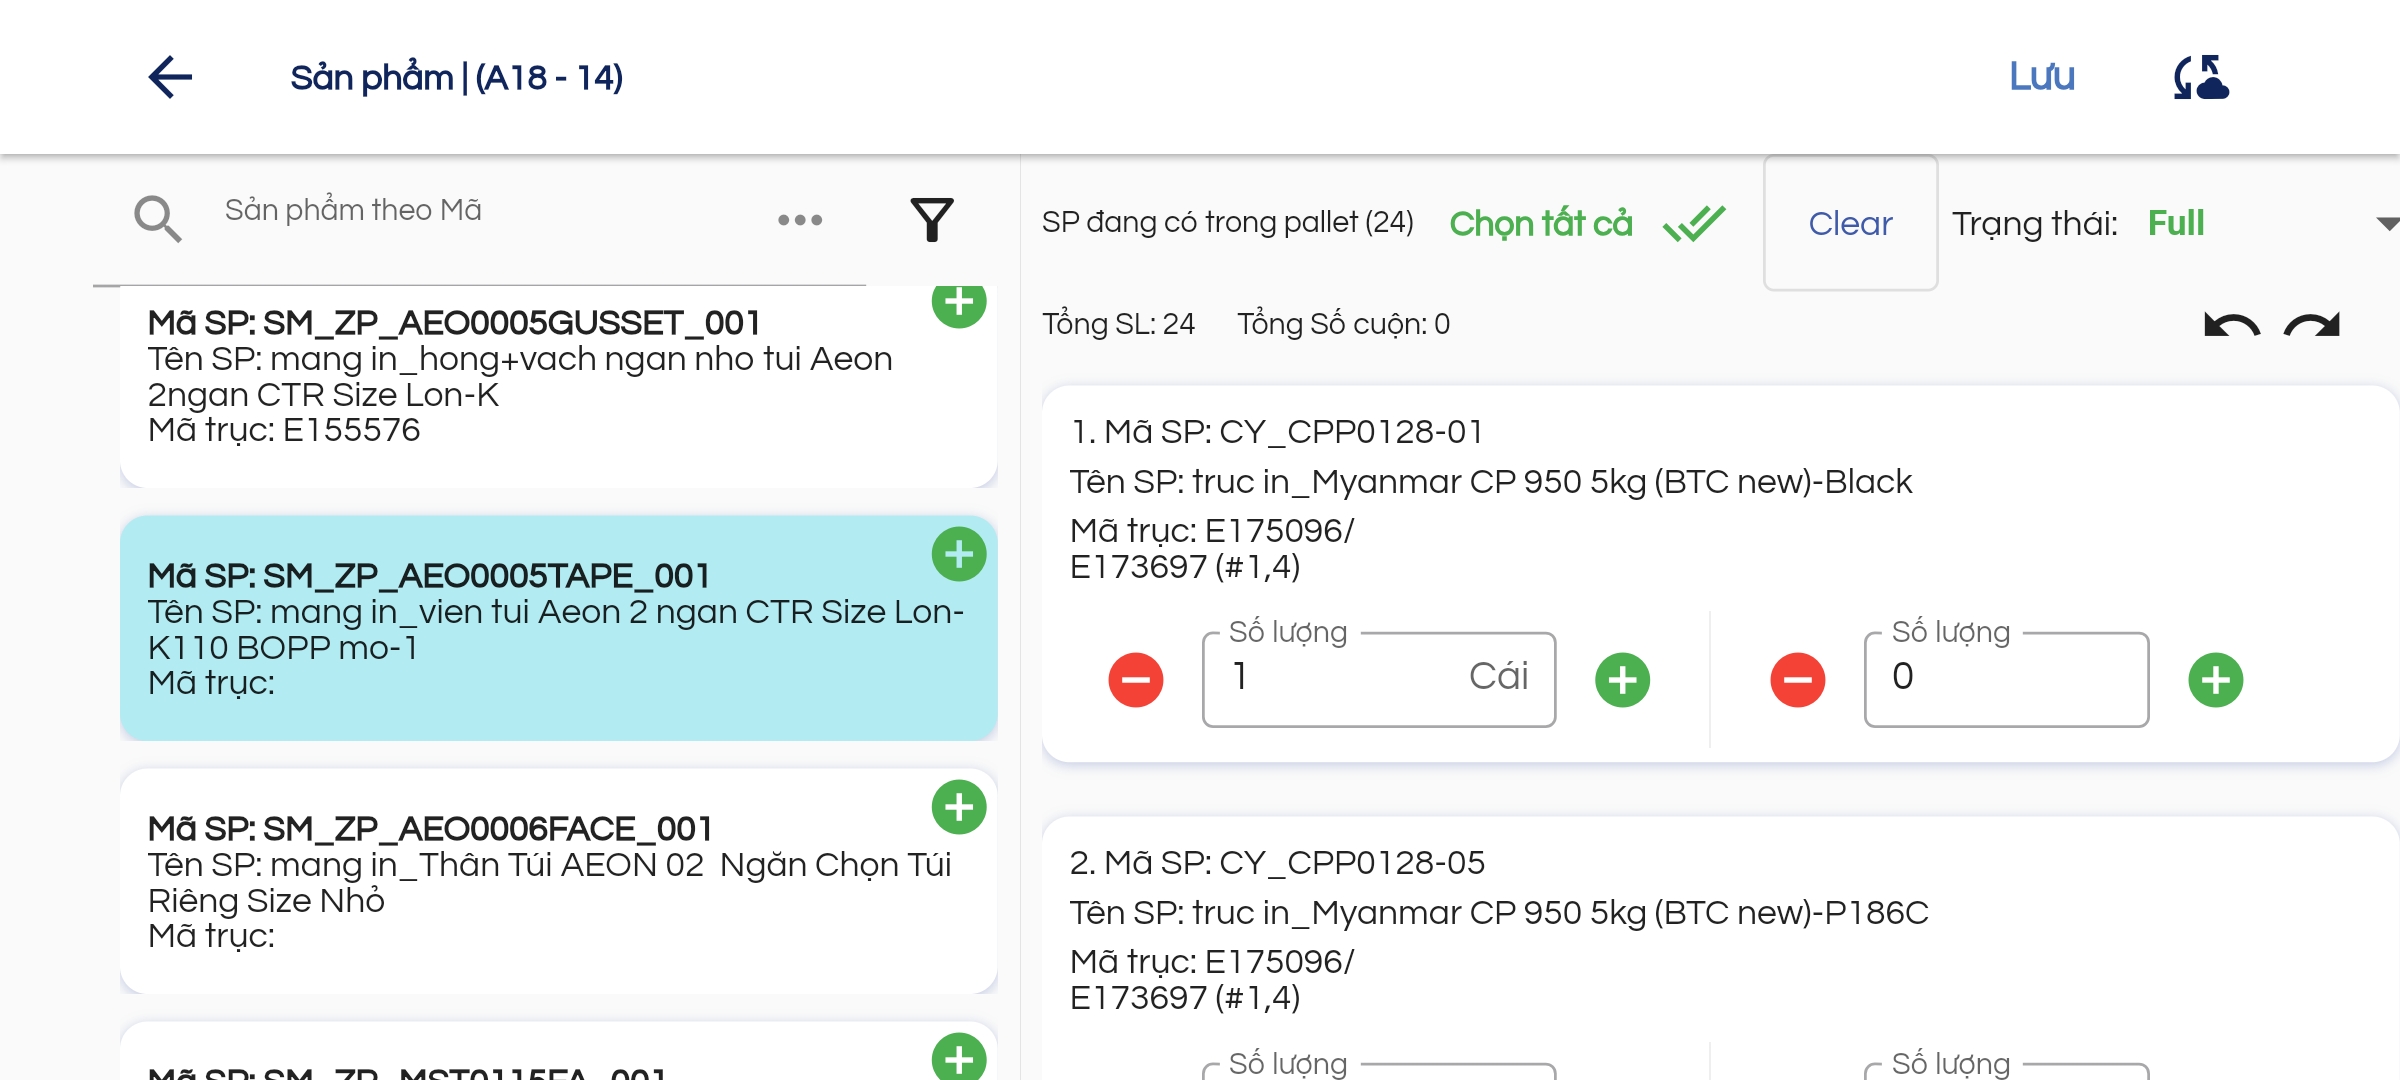 Sản phẩm | (A18 - 14)
Lưu
Sản phẩm theo Mã
Mã SP: SM_ZP_AEO0005GUSSET_001
Tên SP: mang in_hong+vach ngan nho tui Aeon
2ngan CTR Size Lon-K
Mã trục: E155576
Mã SP: SM_ZP_AEO0005TAPE_001
Tên SP: mang in_vien tui Aeon 2 ngan CTR Size Lon-
K110 BOPP mo-1
Mã trục:
Mã SP: SM_ZP_AEO0006FACE_001
Tên SP: mang in_Thân Túi AEON 02  Ngăn Chọn Túi
Riêng Size Nhỏ
Mã trục:
Mã SP: SM_ZP_MST0115FA_001
SP đang có trong pallet (24)
Chọn tất cả
Clear
Trạng thái:
Full
Tổng SL: 24
Tổng Số cuộn: 0
1. Mã SP: CY_CPP0128-01
Tên SP: truc in_Myanmar CP 950 5kg (BTC new)-Black
Mã trục: E175096/
E173697 (#1,4)
Số lượng
1
Cái
Số lượng
0
2. Mã SP: CY_CPP0128-05
Tên SP: truc in_Myanmar CP 950 5kg (BTC new)-P186C
Mã trục: E175096/
E173697 (#1,4)
Số lượng
Số lượng